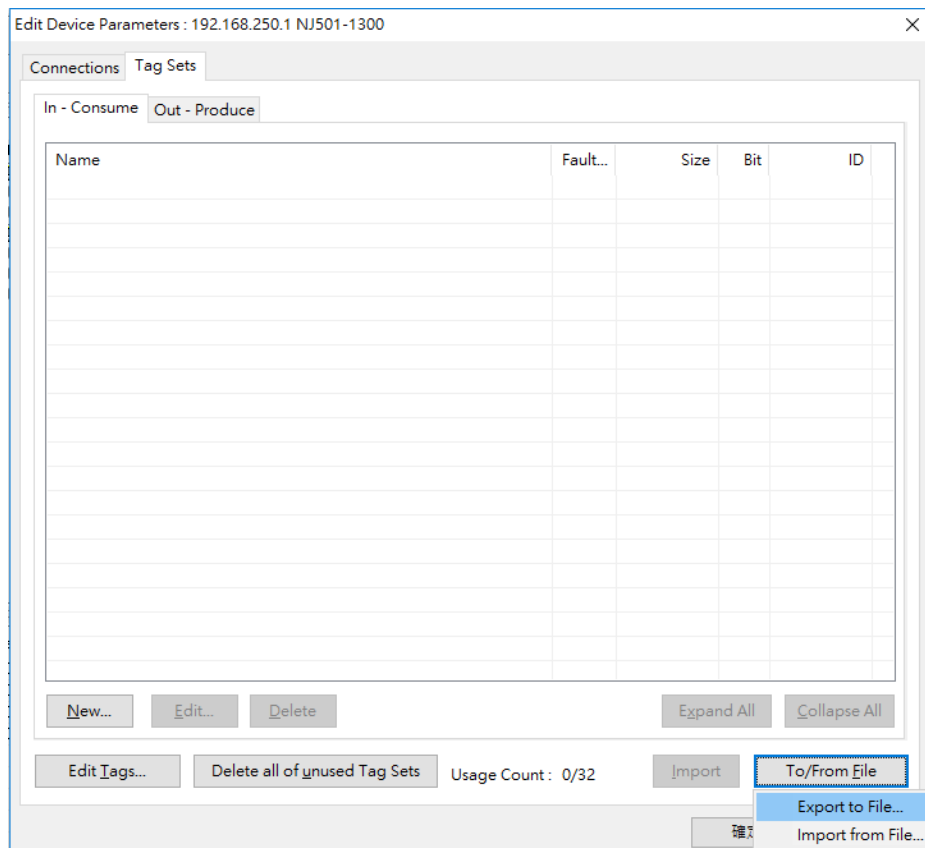 Edit Device Parameters : 192.168.250.1 NJ501-1300
Connections Tag Sets
In - Consume Out - Produce
Name Fault... Size Bit ID
New... Edit... Delete Expand All Collapse All
Edit Tags... Delete all of unused Tag Sets Usage Count : 0/32 Import To/From File
Export to File...
Import from File...